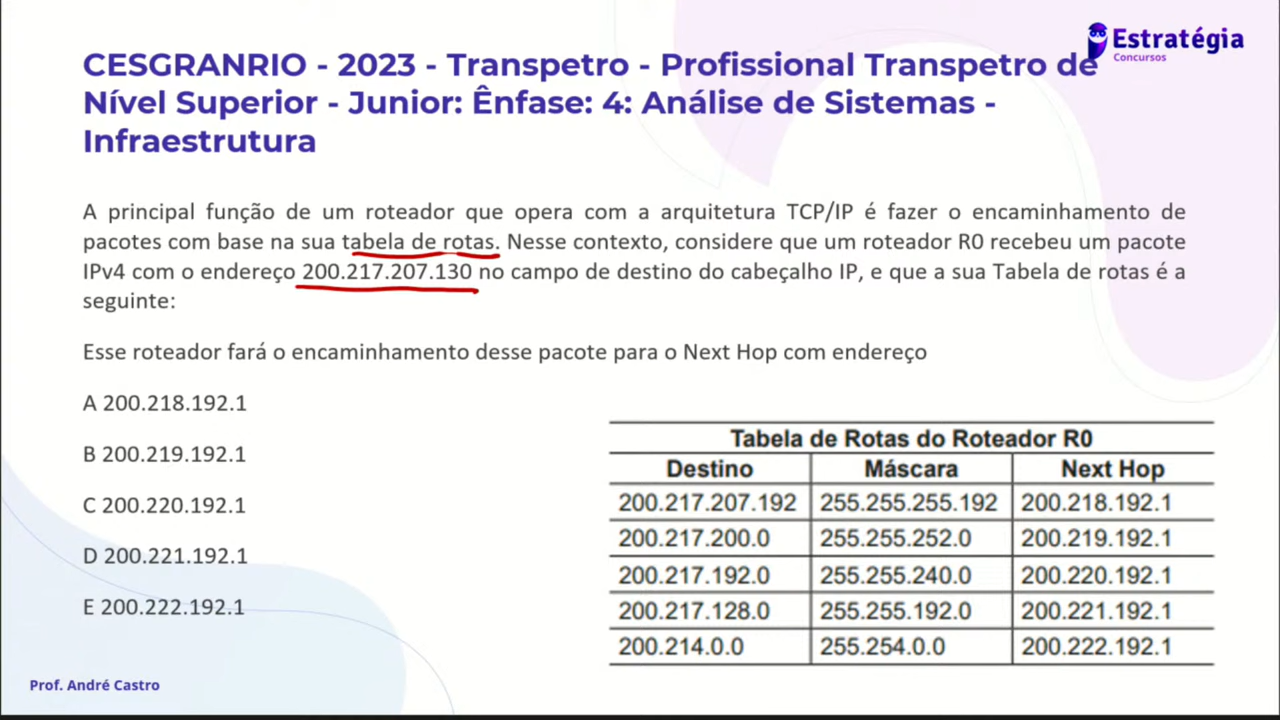 Estratégia
Concursos
CESGRANRIO - 2023 - Transpetro - Profissional Transpetro de
Nível Superior - Junior: Ênfase: 4: Análise de Sistemas -
Infraestrutura
A principal função de um roteador que opera com a arquitetura TCP/IP é fazer o encaminhamento de
pacotes com base na sua tabela de rotas. Nesse contexto, considere que um roteador R0 recebeu um pacote
IPv4 com o endereço 200.217.207.130 no campo de destino do cabeçalho IP, e que a sua Tabela de rotas é a
seguinte:
Esse roteador fará o encaminhamento desse pacote para o Next Hop com endereço
A 200.218.192.1
B 200.219.192.1
C 200.220.192.1
D 200.221.192.1
E 200.222.192.1
Tabela de Rotas do Roteador R0
Destino Máscara Next Hop
200.217.207.192 255.255.255.192 200.218.192.1
200.217.200.0 255.255.252.0 200.219.192.1
200.217.192.0 255.255.240.0 200.220.192.1
200.217.128.0 255.255.192.0 200.221.192.1
200.214.0.0 255.254.0.0 200.222.192.1
Prof. André Castro